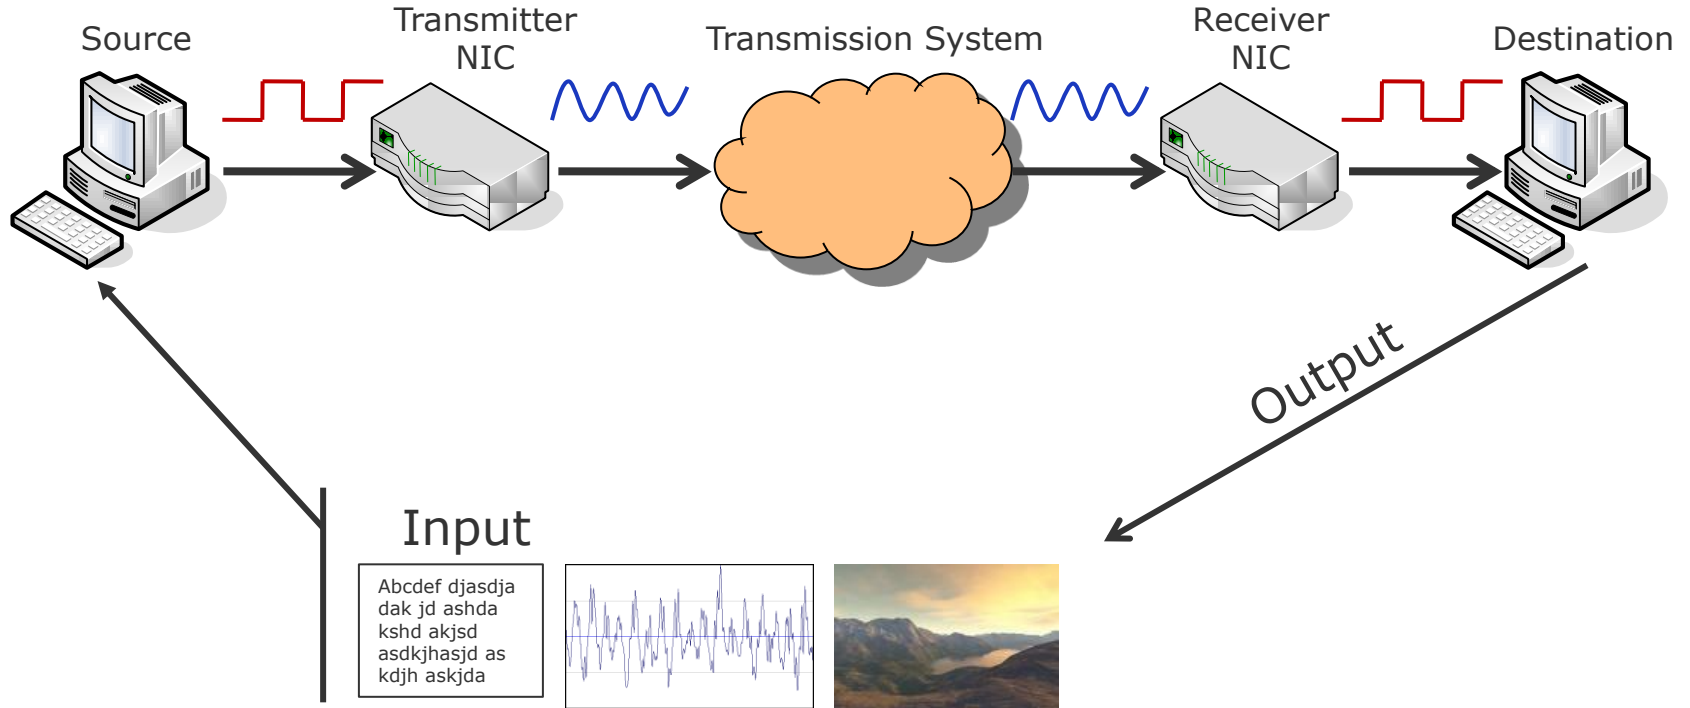 Source
Transmitter
NIC
Transmission System
Receiver
NIC
Destination
Output
Input
Abcdef djasdja
dak jd ashda
kshd akjsd
asdkjhasjd as
kdjh askjda